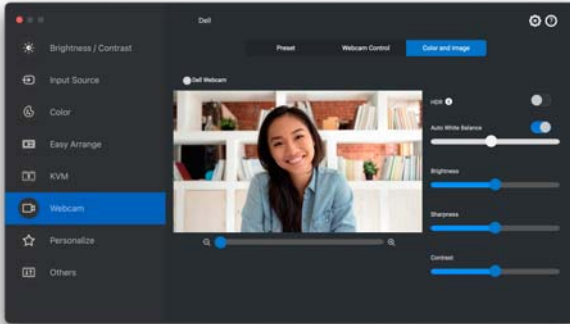 Dell
Brightness / Contrast
Input Source
Color
Easy Arrange
KVM
Webcam
Personalize
Others
Preset
Webcam Control
Color and Image
Dell Webcam
HDR
Auto White Balance
Brightness
Sharpness
Contrast